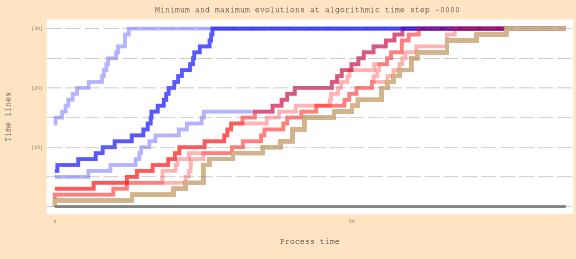 Minimum and maximum evolutions at algorithmic time step -0000
Time lines
[30]
[20]
[10]
0
50
Process time